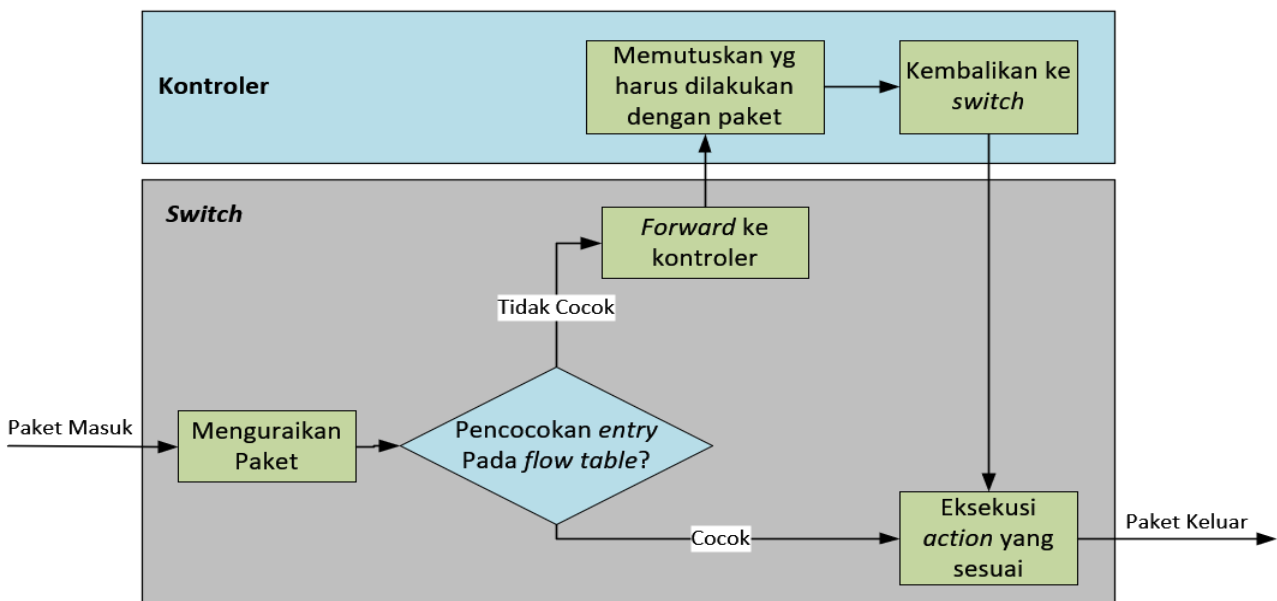 Kontroler
Memutuskan yg
harus dilakukan
dengan paket
Kembalikan ke
switch
Switch
Forward ke
kontroler
Tidak Cocok
Paket Masuk
Menguraikan
Paket
Pencocokan entry
Pada flow table?
Cocok
Eksekusi
action yang
sesuai
Paket Keluar